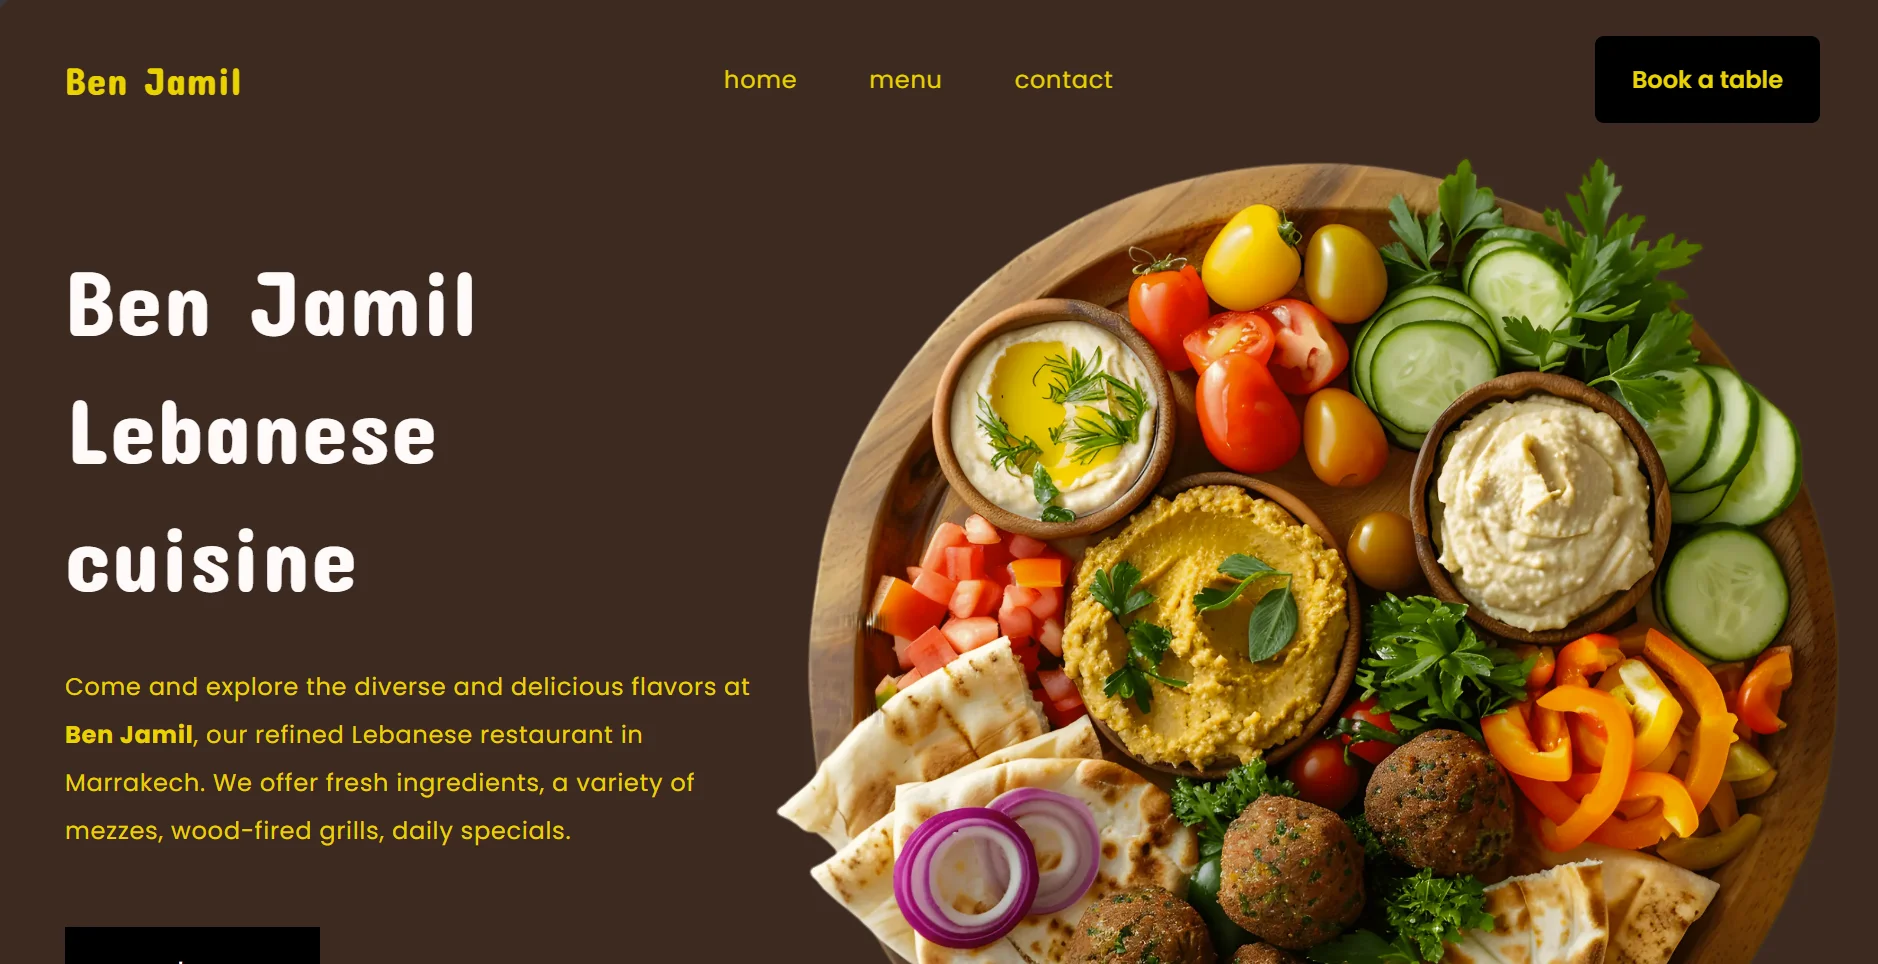 Ben Jamil
home
menu
contact
Book a table
Ben Jamil
Lebanese
cuisine
Come and explore the diverse and delicious flavors at
Ben Jamil, our refined Lebanese restaurant in
Marrakech. We offer fresh ingredients, a variety of
mezzes, wood-fired grills, daily specials.